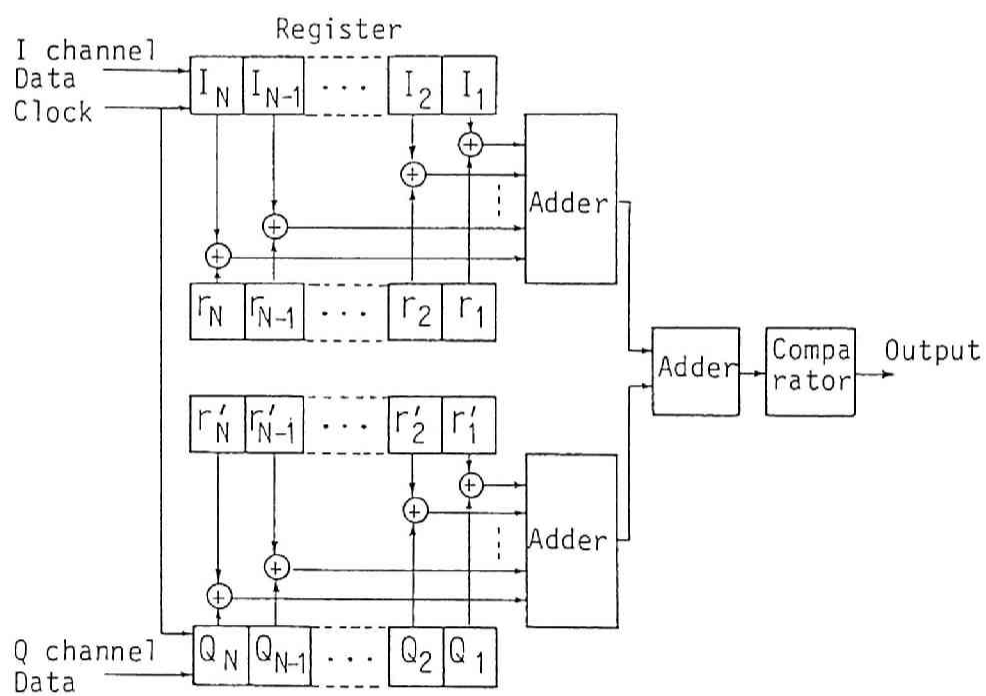 Register
I channel
Data
Clock
I_N I_N-1 ··· I_2 I_1
Adder
r_N r_N-1 ··· r_2 r_1
Adder
Compa
rator
Output
r'_N r'_N-1 ··· r'_2 r'_1
Adder
Q_N Q_N-1 ··· Q_2 Q_1
Q channel
Data